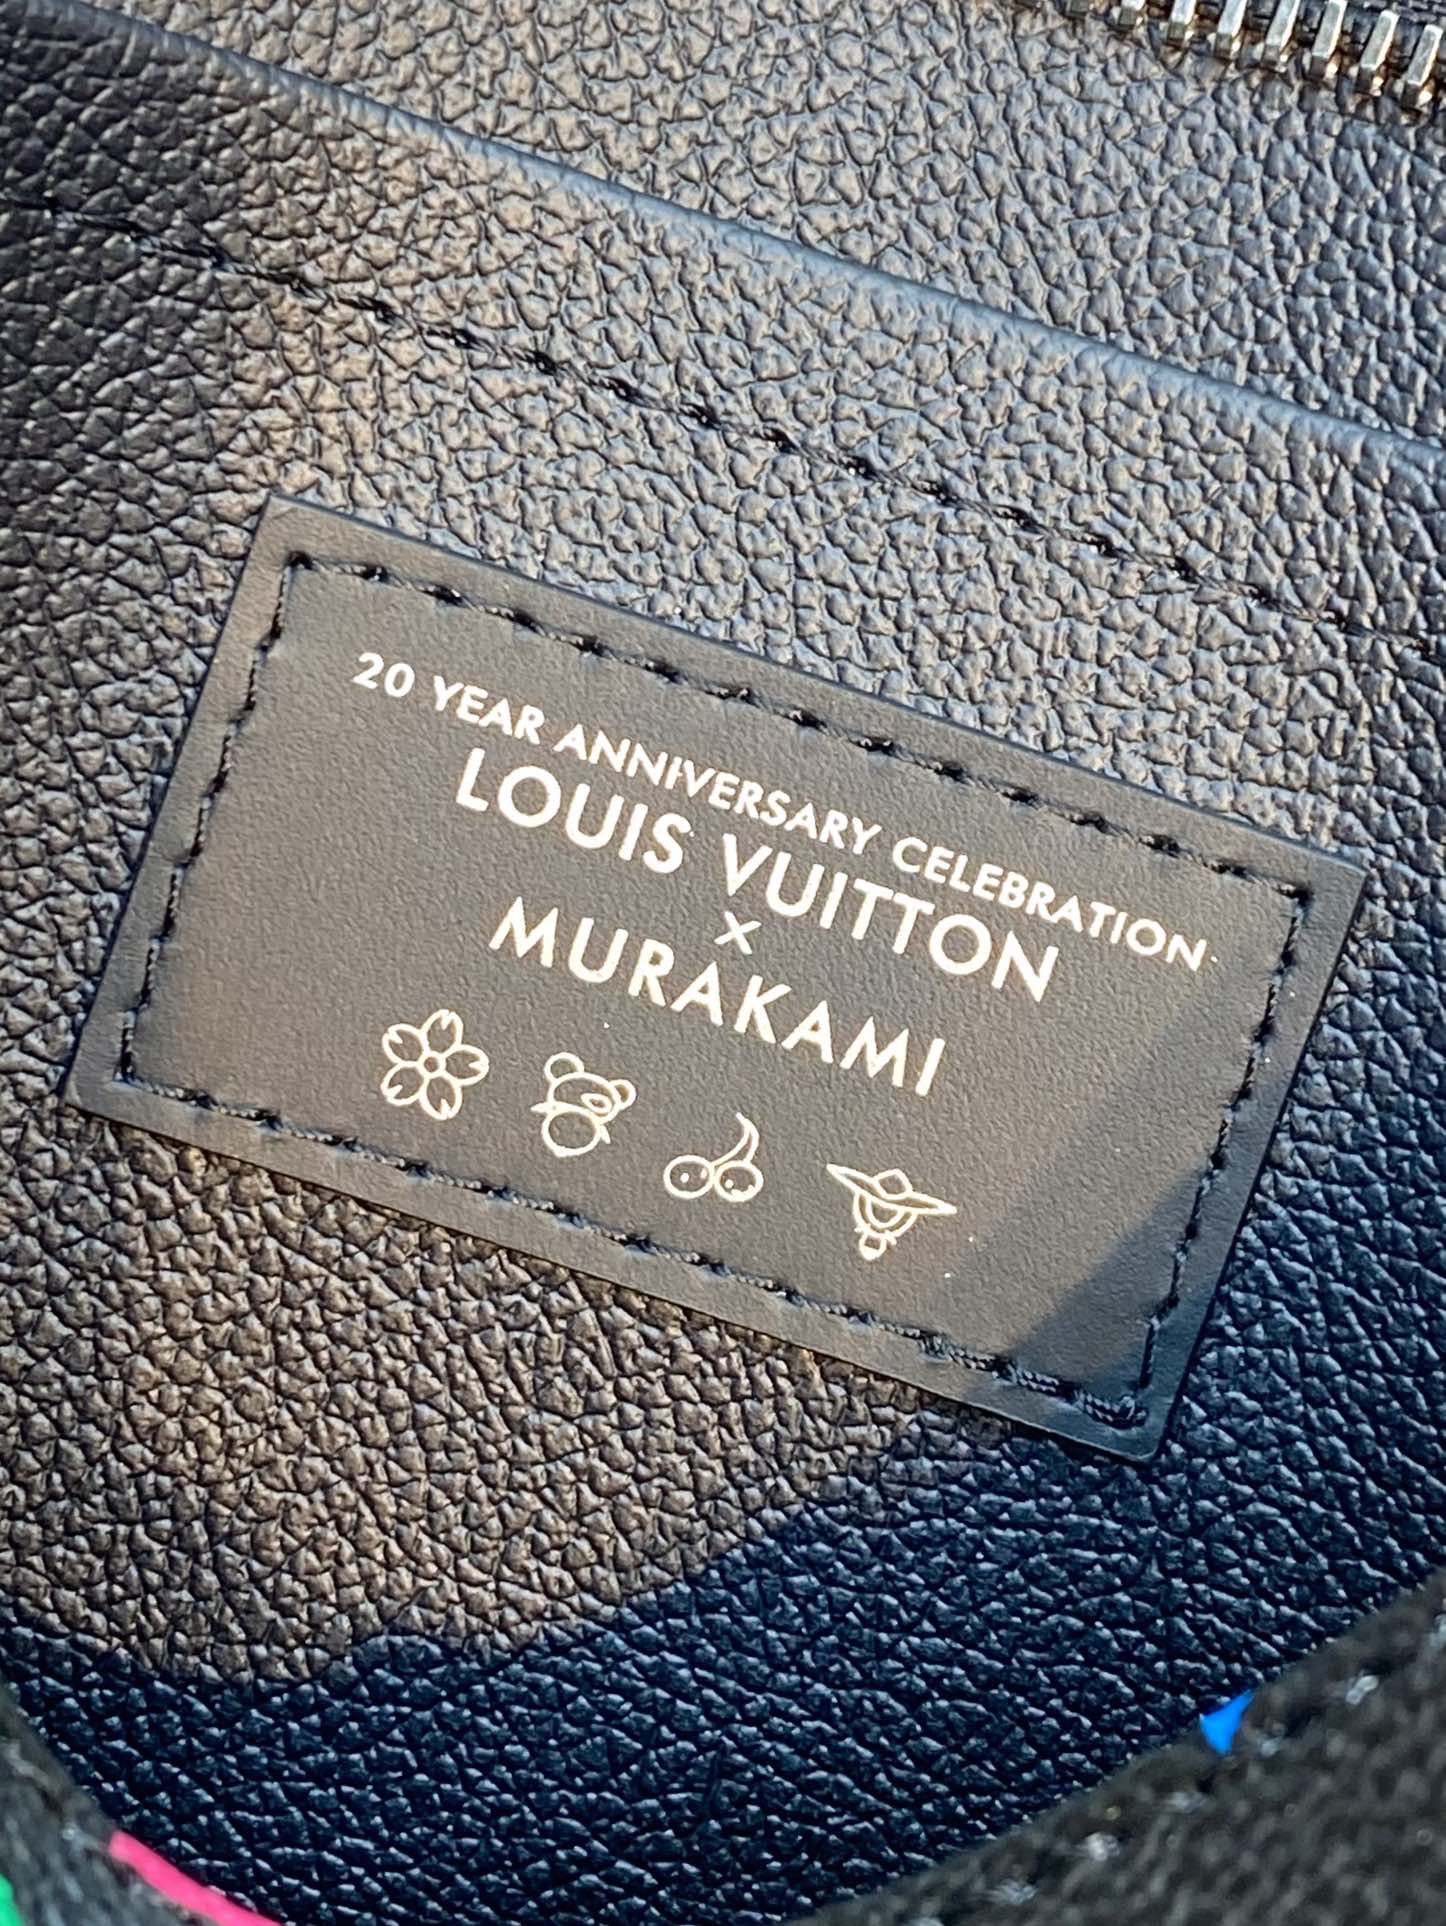 20 YEAR ANNIVERSARY CELEBRATION
LOUIS VUITTON
×
MURAKAMI